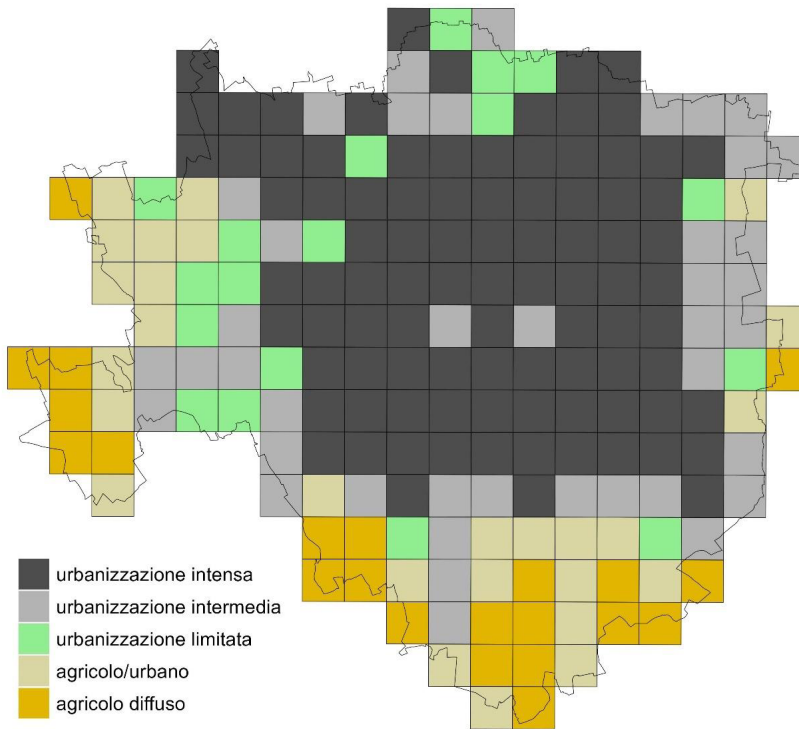 urbanizzazione intensa
urbanizzazione intermedia
urbanizzazione limitata
agricolo/urbano
agricolo diffuso